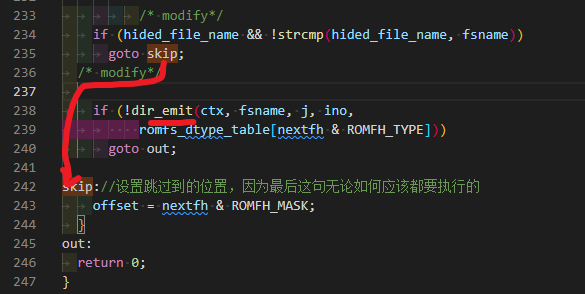 233 /* modify*/
234 if (hided_file_name && !strcmp(hided_file_name, fsname))
235 goto skip;
236 /* modify*/
237
238 if (!dir_emit(ctx, fsname, j, ino,
239 romfs_dtype_table[nextfh & ROMFH_TYPE]))
240 goto out;
241
242 skip://设置跳过到的位置，因为最后这句无论如何应该都要执行的
243 offset = nextfh & ROMFH_MASK;
244 }
245 out:
246 return 0;
247 }